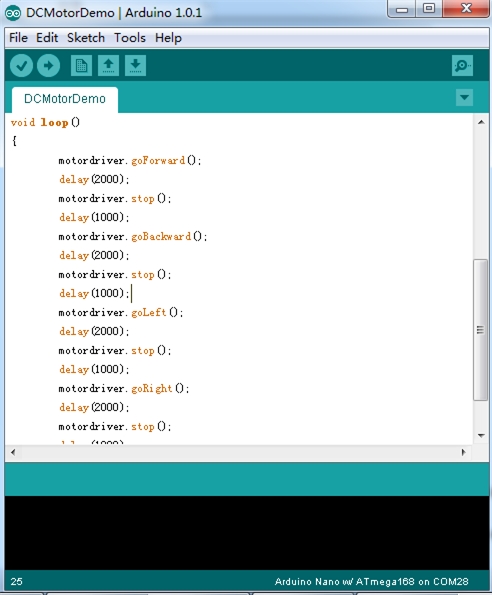 DCMotorDemo | Arduino 1.0.1
File Edit Sketch Tools Help
DCMotorDemo
void loop()
{
motordriver.goForward();
delay(2000);
motordriver.stop();
delay(1000);
motordriver.goBackward();
delay(2000);
motordriver.stop();
delay(1000);
motordriver.goLeft();
delay(2000);
motordriver.stop();
delay(1000);
motordriver.goRight();
delay(2000);
motordriver.stop();
delay(1000)
25
Arduino Nano w/ ATmega168 on COM28